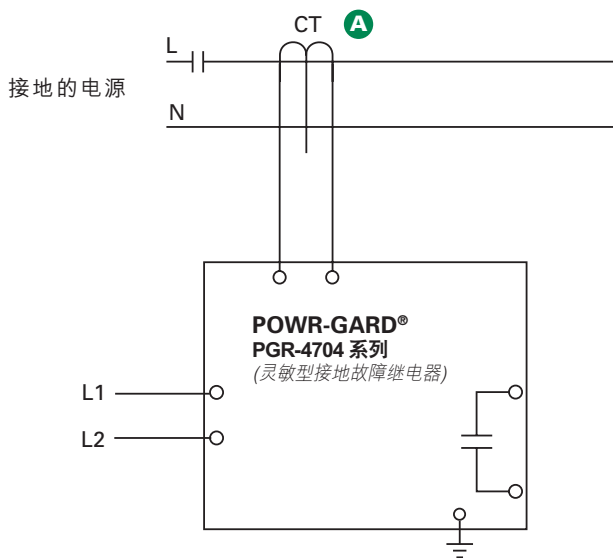 CT A
L
接地的电源
N
POWR-GARD®
PGR-4704 系列
(灵敏型接地故障继电器)
L1
L2